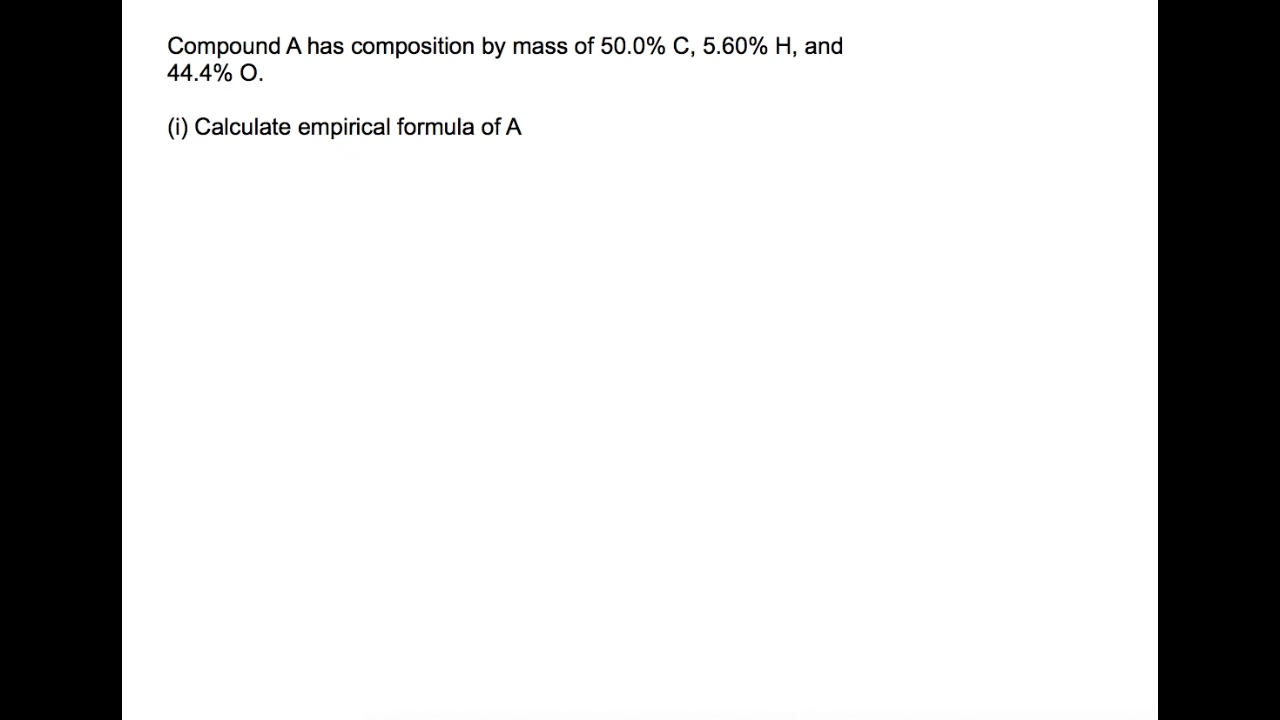 Compound A has composition by mass of 50.0% C, 5.60% H, and
44.4% O.
(i) Calculate empirical formula of A